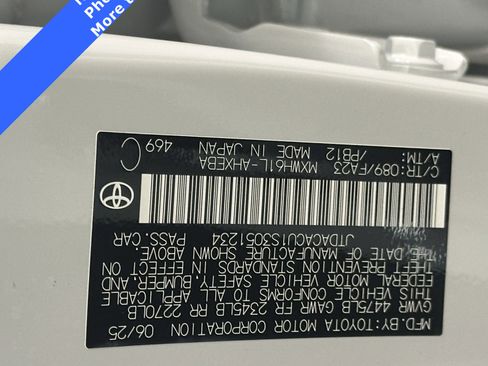 Pho
More t
MFD.BY:TOYOTA MOTOR CORPORATION 06/25
GVWR 4475LB GAWR FR 2345LB RR 2270LB
THIS VEHICLE CONFORMS TO ALL APPLICABLE
FEDERAL MOTOR VEHICLE SAFETY, BUMPER, AND
THEFT PREVENTION STANDARDS IN EFFECT ON
THE DATE OF MANUFACTURE SHOWN ABOVE.
JTDACACU1S3051234 PASS. CAR
C/TR:089/FA23 MXWH61L-AHXEBA
A/TM: /PB12 MADE IN JAPAN
C 469